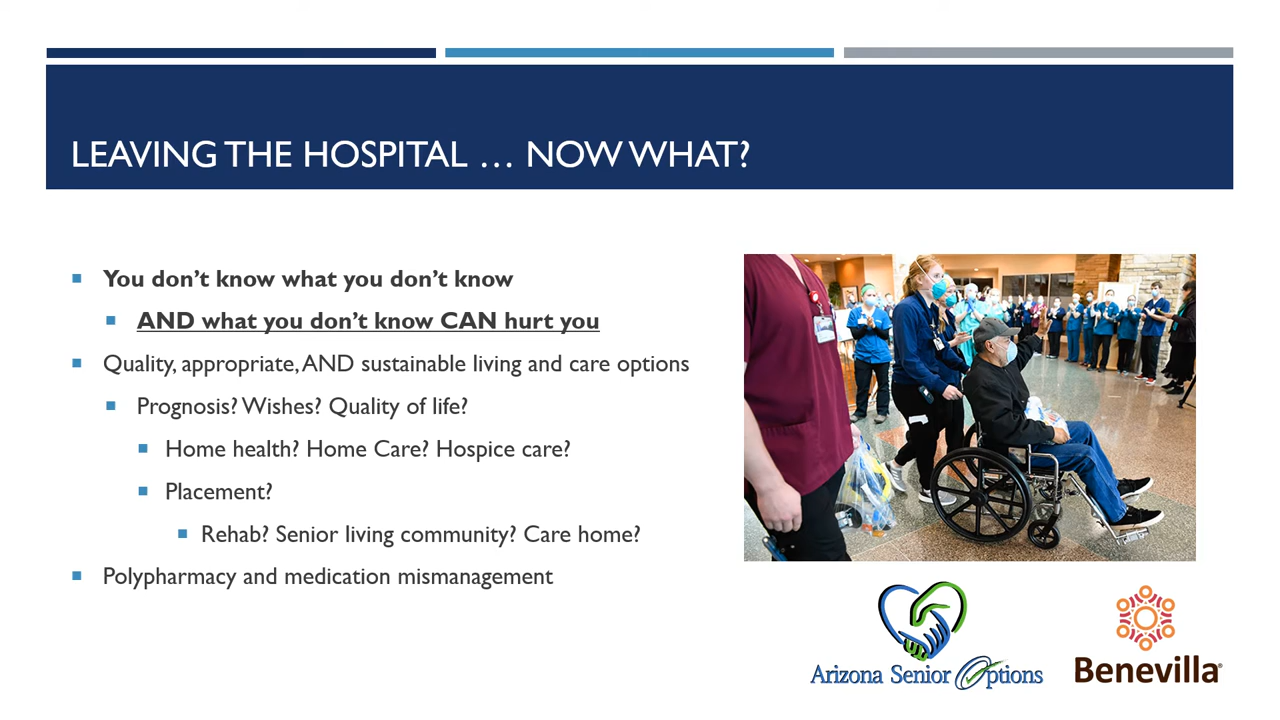 LEAVING THE HOSPITAL … NOW WHAT?
You don't know what you don't know
AND what you don't know CAN hurt you
Quality, appropriate, AND sustainable living and care options
Prognosis? Wishes? Quality of life?
Home health? Home Care? Hospice care?
Placement?
Rehab? Senior living community? Care home?
Polypharmacy and medication mismanagement
Arizona Senior Options
Benevilla®